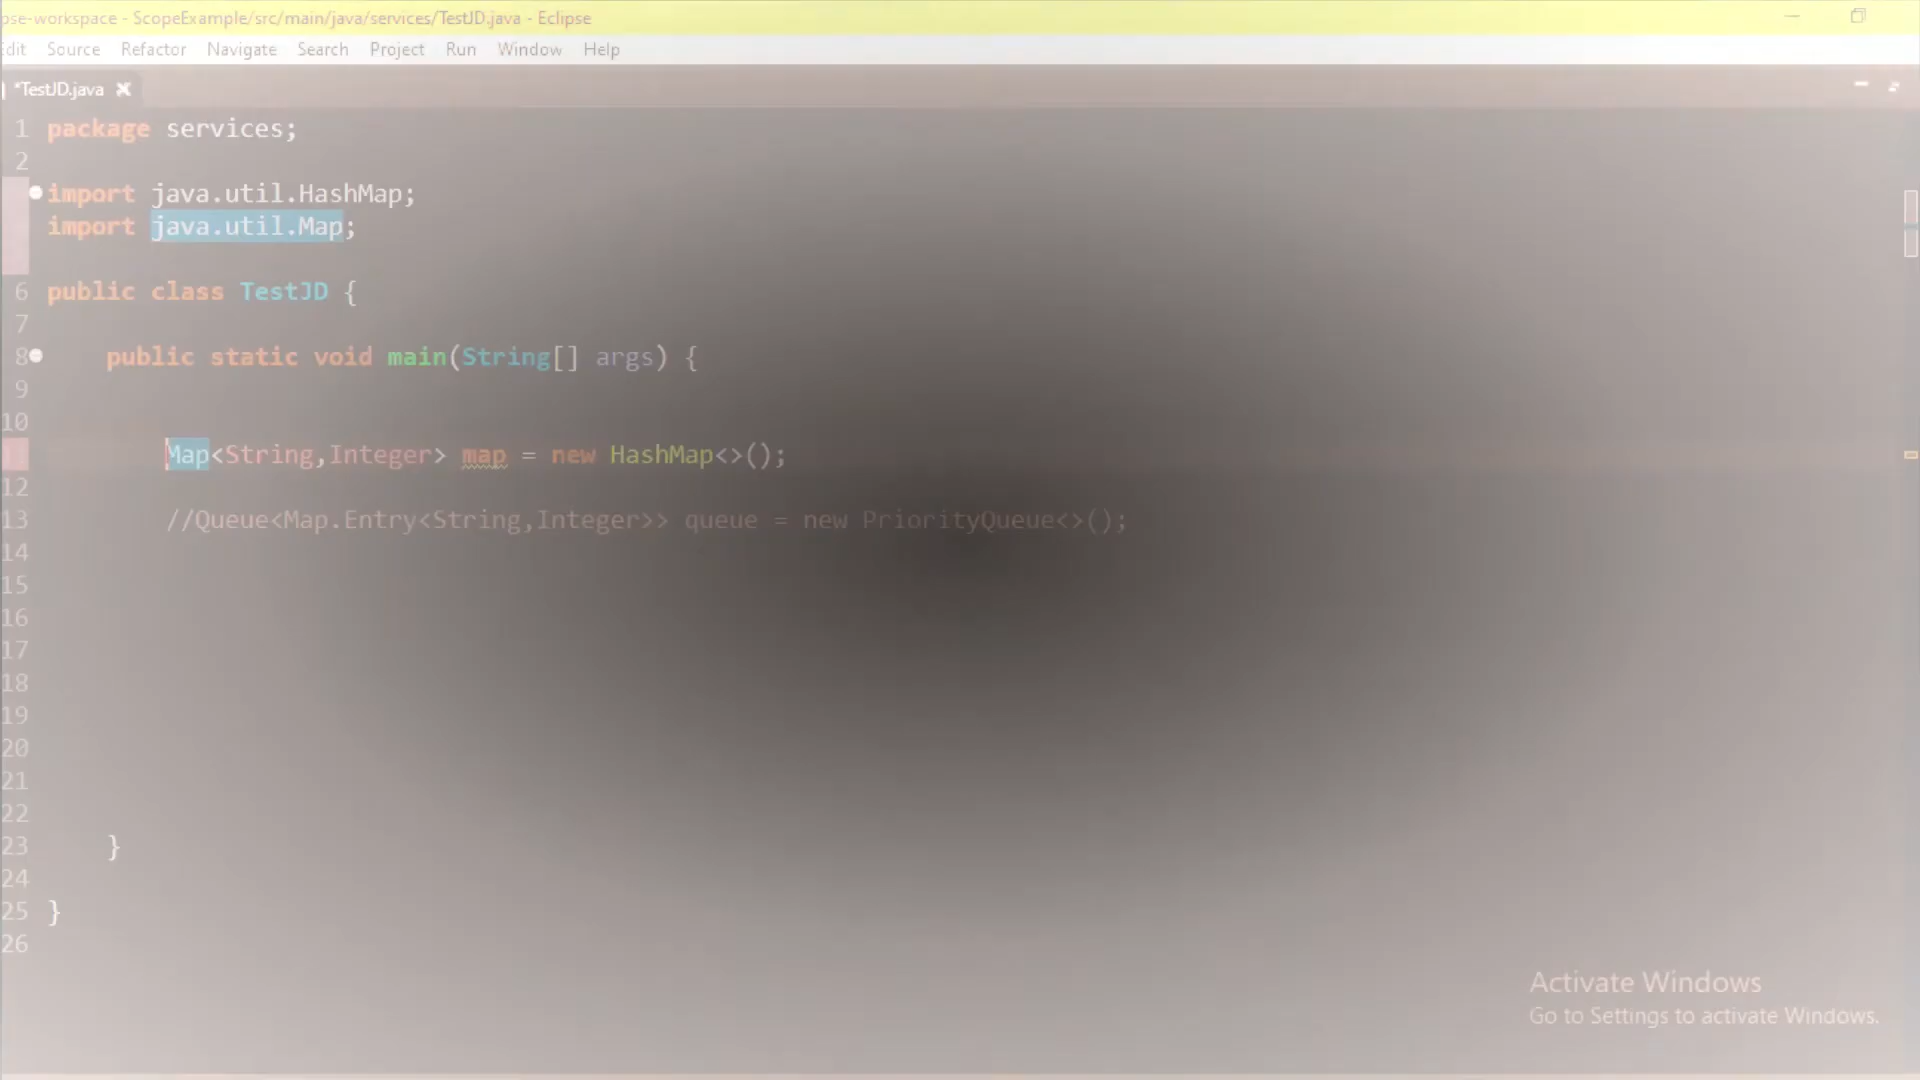 pse-workspace - ScopeExample/src/main/java/services/TestJD.java - Eclipse
Edit Source Refactor Navigate Search Project Run Window Help
*TestJD.java
1 package services;
2
import java.util.HashMap;
import java.util.Map;
6 public class TestJD {
7
8 public static void main(String[] args) {
9
10
Map<String,Integer> map = new HashMap<>();
12
13 //Queue<Map.Entry<String,Integer>> queue = new PriorityQueue<>();
14
15
16
17
18
19
20
21
22
23 }
24
25 }
26
Activate Windows
Go to Settings to activate Windows.